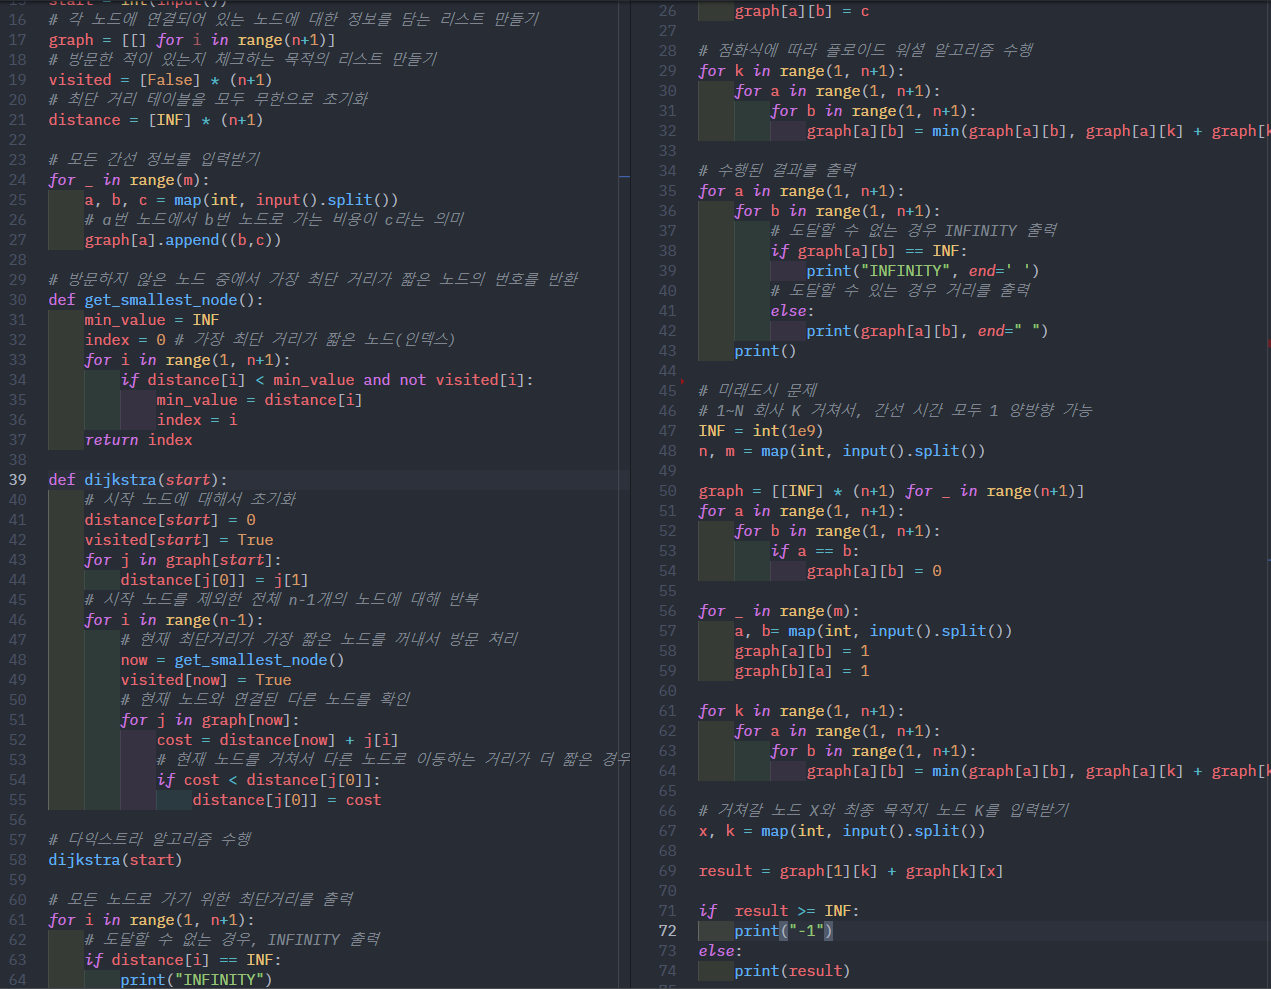 start = int(input())
16 # 각 노드에 연결되어 있는 노드에 대한 정보를 담는 리스트 만들기
17 graph = [[] for i in range(n+1)]
18 # 방문한 적이 있는지 체크하는 목적의 리스트 만들기
19 visited = [False] * (n+1)
20 # 최단 거리 테이블을 모두 무한으로 초기화
21 distance = [INF] * (n+1)
22
23 # 모든 간선 정보를 입력받기
24 for _ in range(m):
25 a, b, c = map(int, input().split())
26 # a번 노드에서 b번 노드로 가는 비용이 c라는 의미
27 graph[a].append((b,c))
28
29 # 방문하지 않은 노드 중에서 가장 최단 거리가 짧은 노드의 번호를 반환
30 def get_smallest_node():
31 min_value = INF
32 index = 0 # 가장 최단 거리가 짧은 노드(인덱스)
33 for i in range(1, n+1):
34 if distance[i] < min_value and not visited[i]:
35 min_value = distance[i]
36 index = i
37 return index
38
39 def dijkstra(start):
40 # 시작 노드에 대해서 초기화
41 distance[start] = 0
42 visited[start] = True
43 for j in graph[start]:
44 distance[j[0]] = j[1]
45 # 시작 노드를 제외한 전체 n-1개의 노드에 대해 반복
46 for i in range(n-1):
47 # 현재 최단거리가 가장 짧은 노드를 꺼내서 방문 처리
48 now = get_smallest_node()
49 visited[now] = True
50 # 현재 노드와 연결된 다른 노드를 확인
51 for j in graph[now]:
52 cost = distance[now] + j[i]
53 # 현재 노드를 거쳐서 다른 노드로 이동하는 거리가 더 짧은 경우
54 if cost < distance[j[0]]:
55 distance[j[0]] = cost
56
57 # 다익스트라 알고리즘 수행
58 dijkstra(start)
59
60 # 모든 노드로 가기 위한 최단거리를 출력
61 for i in range(1, n+1):
62 # 도달할 수 없는 경우, INFINITY 출력
63 if distance[i] == INF:
64 print("INFINITY")
26 graph[a][b] = c
27
28 # 점화식에 따라 플로이드 워셜 알고리즘 수행
29 for k in range(1, n+1):
30 for a in range(1, n+1):
31 for b in range(1, n+1):
32 graph[a][b] = min(graph[a][b], graph[a][k] + graph[k
33
34 # 수행된 결과를 출력
35 for a in range(1, n+1):
36 for b in range(1, n+1):
37 # 도달할 수 없는 경우 INFINITY 출력
38 if graph[a][b] == INF:
39 print("INFINITY", end=' ')
40 # 도달할 수 있는 경우 거리를 출력
41 else:
42 print(graph[a][b], end=" ")
43 print()
44
45 # 미래도시 문제
46 # 1~N 회사 K 거쳐서, 간선 시간 모두 1 양방향 가능
47 INF = int(1e9)
48 n, m = map(int, input().split())
49
50 graph = [[INF] * (n+1) for _ in range(n+1)]
51 for a in range(1, n+1):
52 for b in range(1, n+1):
53 if a == b:
54 graph[a][b] = 0
55
56 for _ in range(m):
57 a, b= map(int, input().split())
58 graph[a][b] = 1
59 graph[b][a] = 1
60
61 for k in range(1, n+1):
62 for a in range(1, n+1):
63 for b in range(1, n+1):
64 graph[a][b] = min(graph[a][b], graph[a][k] + graph[k
65
66 # 거쳐갈 노드 X와 최종 목적지 노드 K를 입력받기
67 x, k = map(int, input().split())
68
69 result = graph[1][k] + graph[k][x]
70
71 if result >= INF:
72 print("-1")
73 else:
74 print(result)